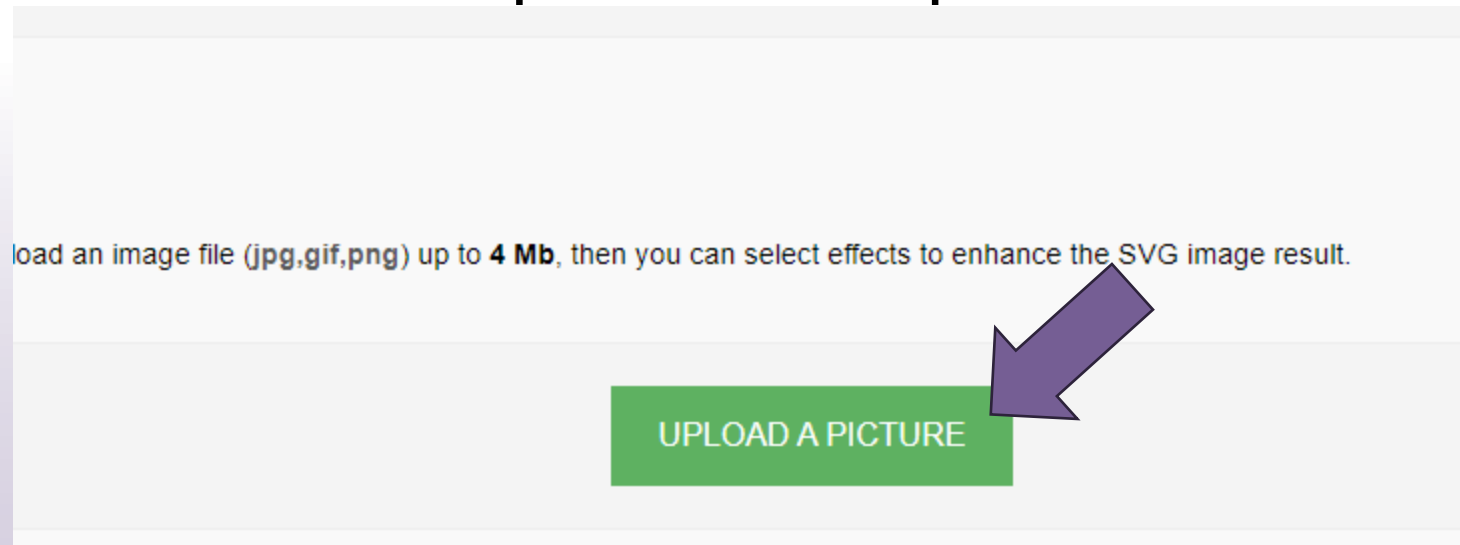 load an image file (jpg,gif,png) up to 4 Mb, then you can select effects to enhance the SVG image result.
UPLOAD A PICTURE